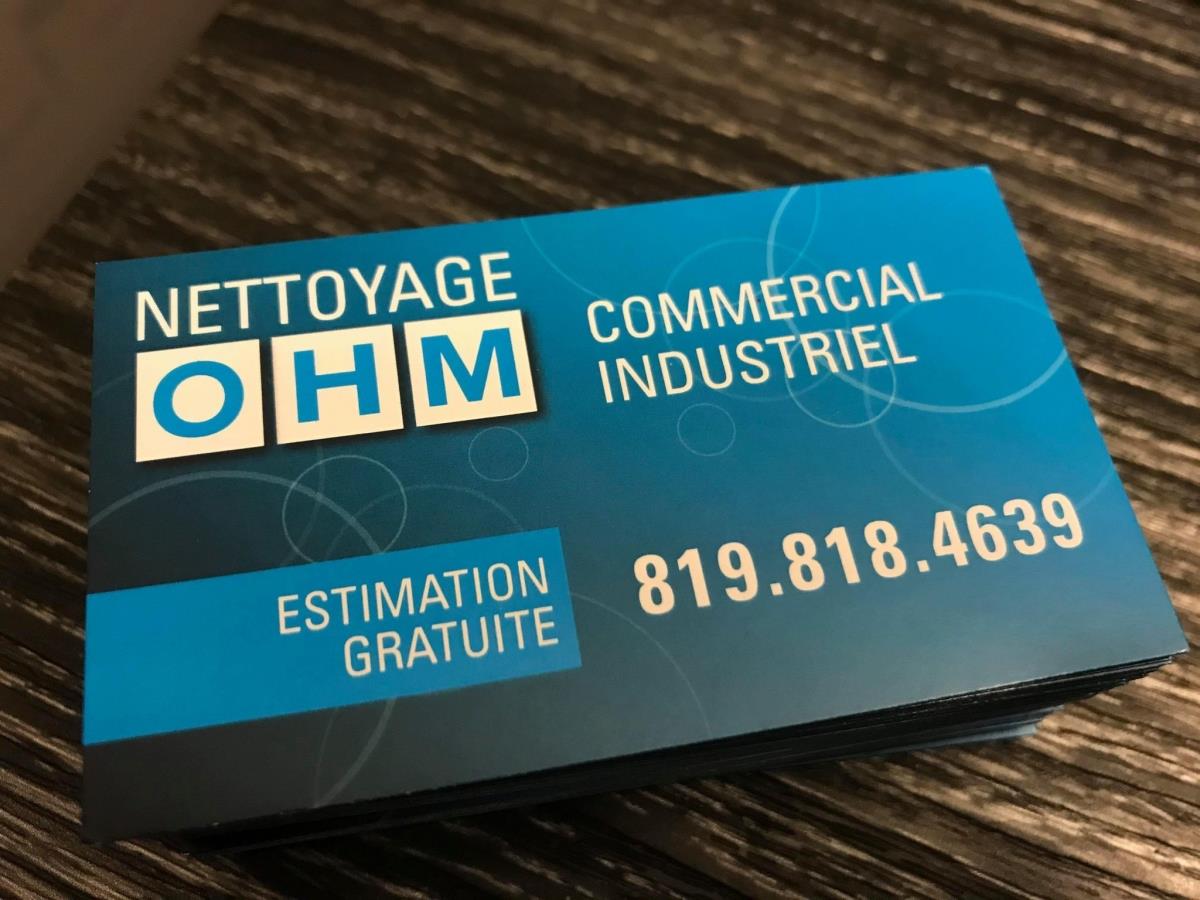 NETTOYAGE
OHM
COMMERCIAL
INDUSTRIEL
ESTIMATION
GRATUITE
819.818.4639